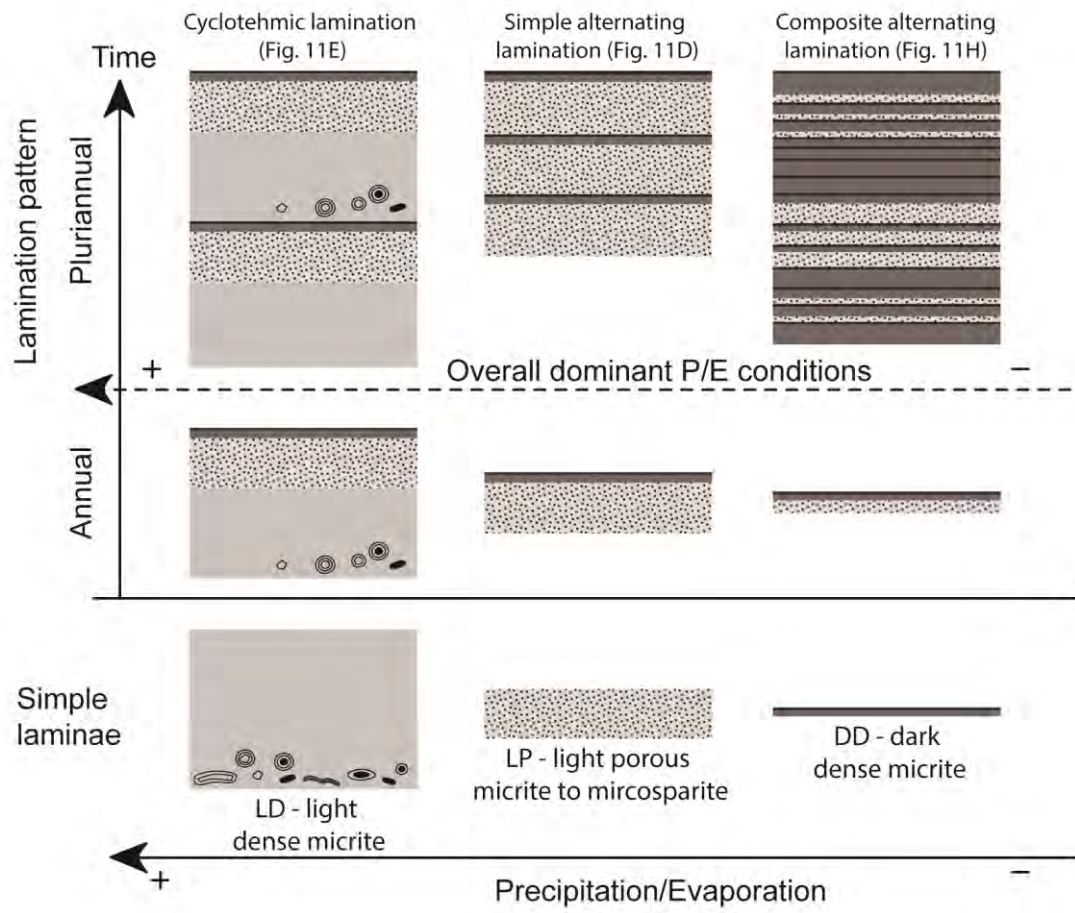 Cyclotehmic lamination
(Fig. 11E)
Simple alternating
lamination (Fig. 11D)
Composite alternating
lamination (Fig. 11H)
Time
Lamination pattern
Pluriannual
+
Overall dominant P/E conditions
–
Annual
Simple
laminae
LD - light
dense micrite
LP - light porous
micrite to mircosparite
DD - dark
dense micrite
+
Precipitation/Evaporation
–